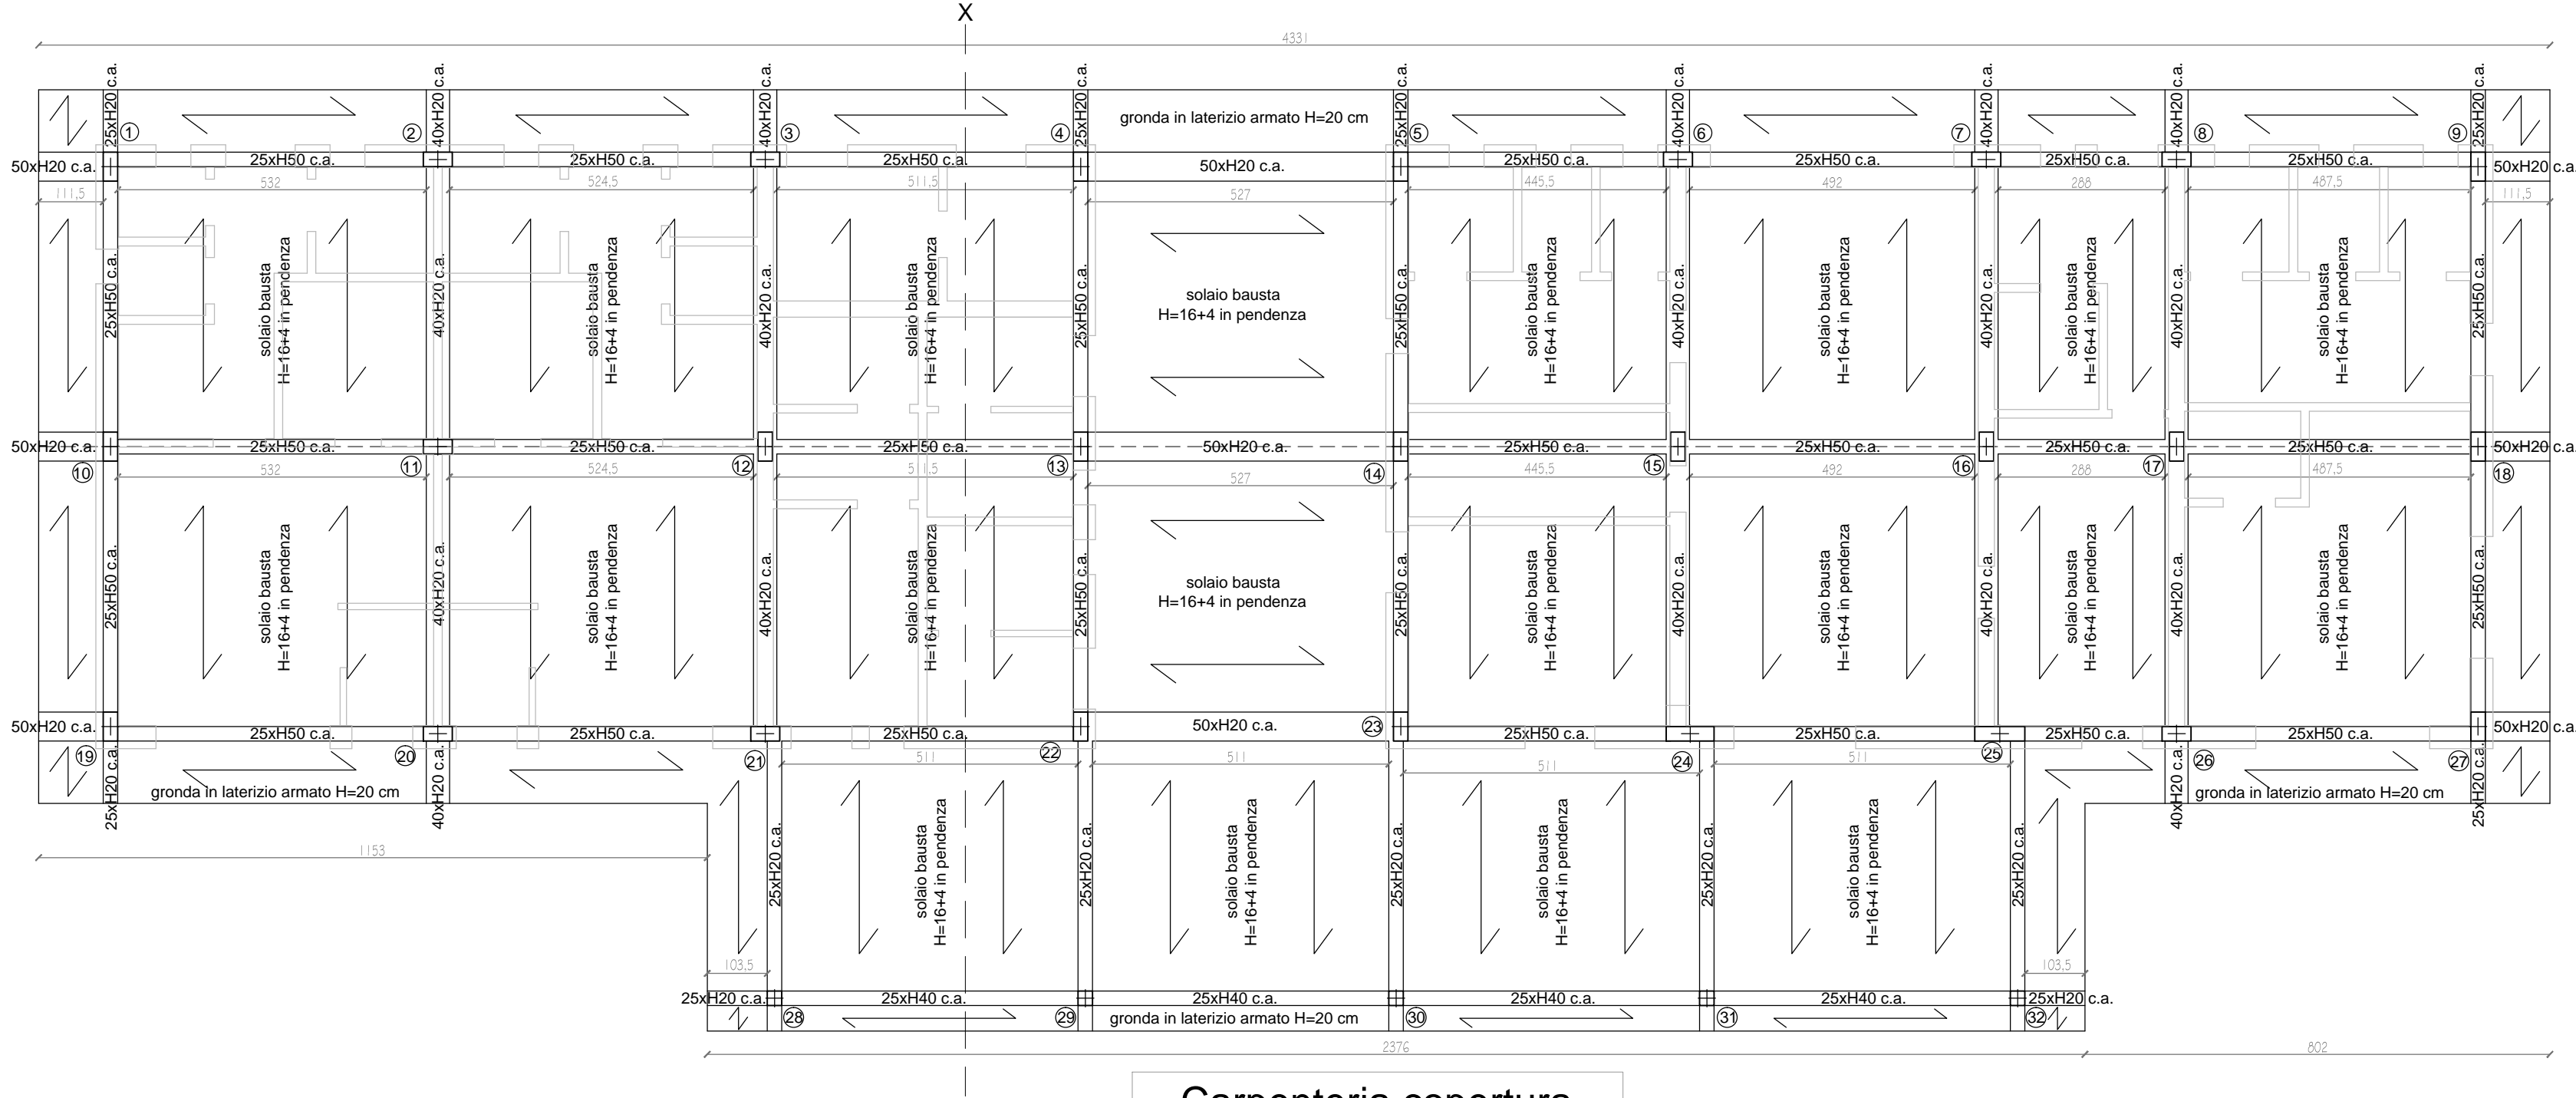 X
4331
25xH20 c.a.
40xH20 c.a.
40xH20 c.a.
25xH20 c.a.
25xH20 c.a.
40xH20 c.a.
40xH20 c.a.
40xH20 c.a.
25xH20 c.a.
gronda in laterizio armato H=20 cm
1
2
3
4
5
6
7
8
9
50xH20 c.a.
25xH50 c.a.
25xH50 c.a.
25xH50 c.a.
50xH20 c.a.
25xH50 c.a.
25xH50 c.a.
25xH50 c.a.
25xH50 c.a.
50xH20 c.a.
111,5
532
524,5
511,5
527
445,5
492
288
487,5
111,5
25xH50 c.a.
solaio bausta
H=16+4 in pendenza
40xH20 c.a.
solaio bausta
H=16+4 in pendenza
40xH20 c.a.
solaio bausta
H=16+4 in pendenza
25xH50 c.a.
solaio bausta
H=16+4 in pendenza
25xH50 c.a.
solaio bausta
H=16+4 in pendenza
40xH20 c.a.
solaio bausta
H=16+4 in pendenza
40xH20 c.a.
solaio bausta
H=16+4 in pendenza
40xH20 c.a.
solaio bausta
H=16+4 in pendenza
25xH50 c.a.
50xH20 c.a.
25xH50 c.a.
25xH50 c.a.
25xH50 c.a.
50xH20 c.a.
25xH50 c.a.
25xH50 c.a.
25xH50 c.a.
25xH50 c.a.
50xH20 c.a.
10
11
12
13
14
15
16
17
18
532
524,5
511,5
527
445,5
492
288
487,5
25xH50 c.a.
solaio bausta
H=16+4 in pendenza
40xH20 c.a.
solaio bausta
H=16+4 in pendenza
40xH20 c.a.
solaio bausta
H=16+4 in pendenza
25xH50 c.a.
solaio bausta
H=16+4 in pendenza
25xH50 c.a.
solaio bausta
H=16+4 in pendenza
40xH20 c.a.
solaio bausta
H=16+4 in pendenza
40xH20 c.a.
solaio bausta
H=16+4 in pendenza
40xH20 c.a.
solaio bausta
H=16+4 in pendenza
25xH50 c.a.
50xH20 c.a.
25xH50 c.a.
25xH50 c.a.
25xH50 c.a.
50xH20 c.a.
25xH50 c.a.
25xH50 c.a.
25xH50 c.a.
25xH50 c.a.
50xH20 c.a.
19
20
21
22
23
24
25
26
27
511
511
511
511
25xH20 c.a.
gronda in laterizio armato H=20 cm
40xH20 c.a.
40xH20 c.a.
gronda in laterizio armato H=20 cm
25xH20 c.a.
1153
25xH20 c.a.
solaio bausta
H=16+4 in pendenza
25xH20 c.a.
solaio bausta
H=16+4 in pendenza
25xH20 c.a.
solaio bausta
H=16+4 in pendenza
25xH20 c.a.
solaio bausta
H=16+4 in pendenza
25xH20 c.a.
103,5
103,5
25xH20 c.a.
25xH40 c.a.
25xH40 c.a.
25xH40 c.a.
25xH40 c.a.
25xH20 c.a.
28
29
gronda in laterizio armato H=20 cm
30
31
32
2376
802
Carpenteria copertura